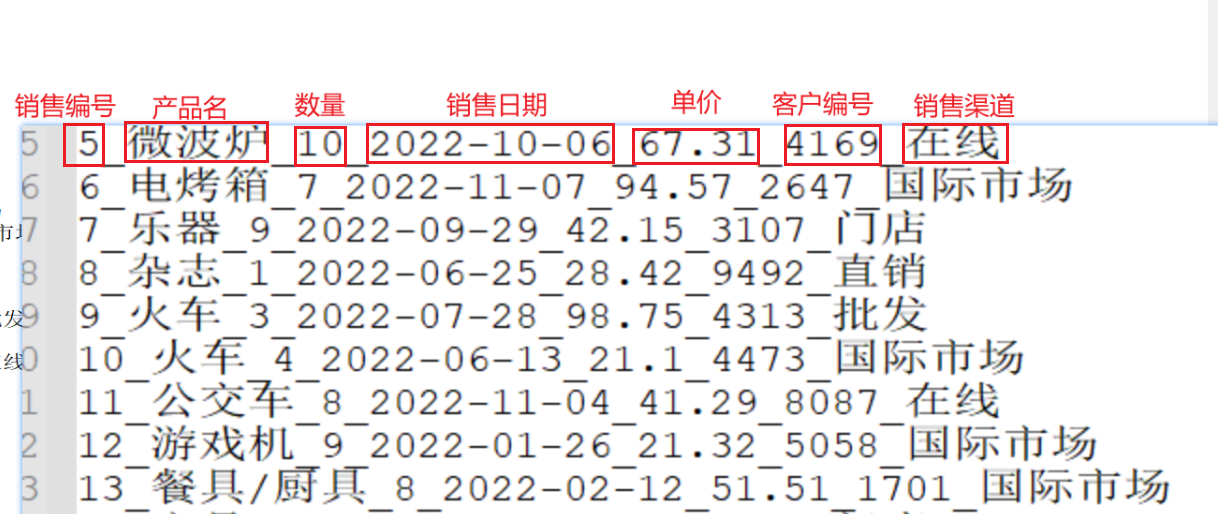 销售编号 产品名 数量 销售日期 单价 客户编号 销售渠道
5 5_微波炉_10_2022-10-06_67.31_4169_在线
6 6_电烤箱_7_2022-11-07_94.57_2647_国际市场
7 7_乐器_9_2022-09-29_42.15_3107_门店
8 8_杂志_1_2022-06-25_28.42_9492_直销
9 9_火车_3_2022-07-28_98.75_4313_批发
0 10_火车_4_2022-06-13_21.1_4473_国际市场
1 11_公交车_8_2022-11-04_41.29_8087_在线
2 12_游戏机_9_2022-01-26_21.32_5058_国际市场
3 13_餐具/厨具_8_2022-02-12_51.51_1701_国际市场